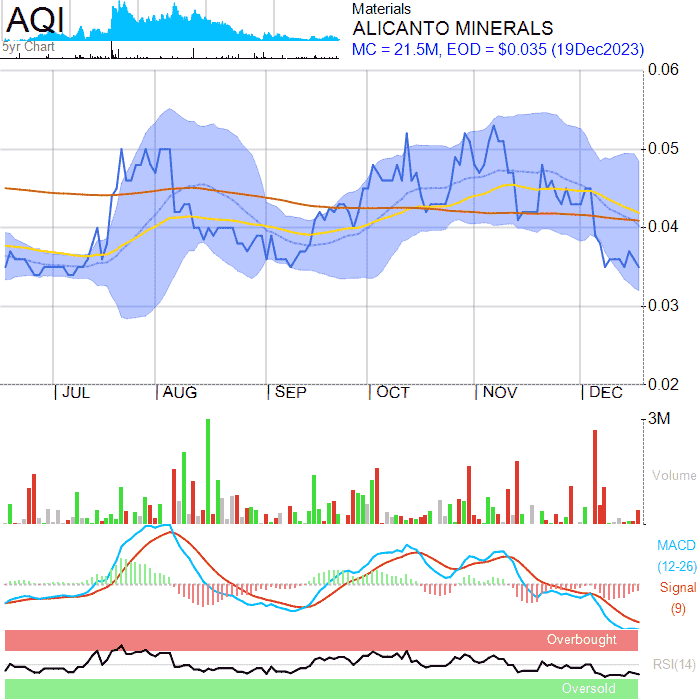 AQI
5yr Chart
Materials
ALICANTO MINERALS
MC = 21.5M, EOD = $0.035 (19Dec2023)
0.06
0.05
0.04
0.03
0.02
JUL AUG SEP OCT NOV DEC
3M
Volume
MACD
(12-26)
Signal
(9)
Overbought
RSI(14)
Oversold